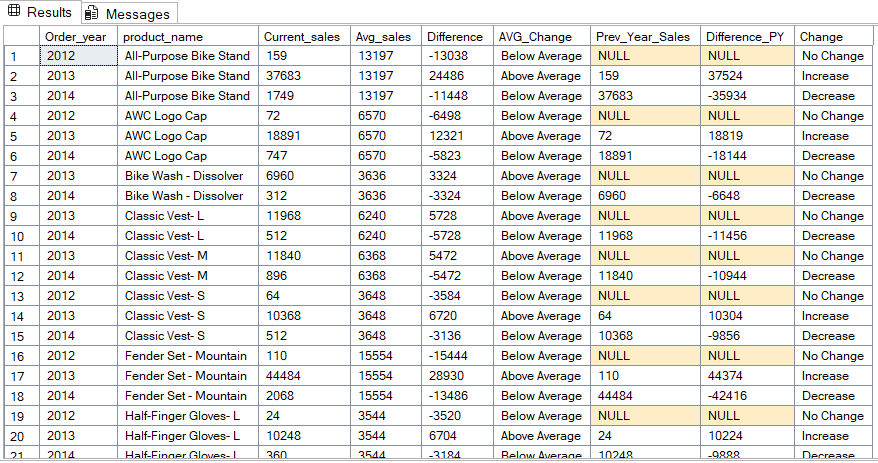 Results Messages
Order_year product_name Current_sales Avg_sales Difference AVG_Change Prev_Year_Sales Difference_PY Change
1 2012 All-Purpose Bike Stand 159 13197 -13038 Below Average NULL NULL No Change
2 2013 All-Purpose Bike Stand 37683 13197 24486 Above Average 159 37524 Increase
3 2014 All-Purpose Bike Stand 1749 13197 -11448 Below Average 37683 -35934 Decrease
4 2012 AWC Logo Cap 72 6570 -6498 Below Average NULL NULL No Change
5 2013 AWC Logo Cap 18891 6570 12321 Above Average 72 18819 Increase
6 2014 AWC Logo Cap 747 6570 -5823 Below Average 18891 -18144 Decrease
7 2013 Bike Wash - Dissolver 6960 3636 3324 Above Average NULL NULL No Change
8 2014 Bike Wash - Dissolver 312 3636 -3324 Below Average 6960 -6648 Decrease
9 2013 Classic Vest- L 11968 6240 5728 Above Average NULL NULL No Change
10 2014 Classic Vest- L 512 6240 -5728 Below Average 11968 -11456 Decrease
11 2013 Classic Vest- M 11840 6368 5472 Above Average NULL NULL No Change
12 2014 Classic Vest- M 896 6368 -5472 Below Average 11840 -10944 Decrease
13 2012 Classic Vest- S 64 3648 -3584 Below Average NULL NULL No Change
14 2013 Classic Vest- S 10368 3648 6720 Above Average 64 10304 Increase
15 2014 Classic Vest- S 512 3648 -3136 Below Average 10368 -9856 Decrease
16 2012 Fender Set - Mountain 110 15554 -15444 Below Average NULL NULL No Change
17 2013 Fender Set - Mountain 44484 15554 28930 Above Average 110 44374 Increase
18 2014 Fender Set - Mountain 2068 15554 -13486 Below Average 44484 -42416 Decrease
19 2012 Half-Finger Gloves- L 24 3544 -3520 Below Average NULL NULL No Change
20 2013 Half-Finger Gloves- L 10248 3544 6704 Above Average 24 10224 Increase
21 2014 Half-Finger Gloves- L 360 3544 -3184 Below Average 10248 -9888 Decrease